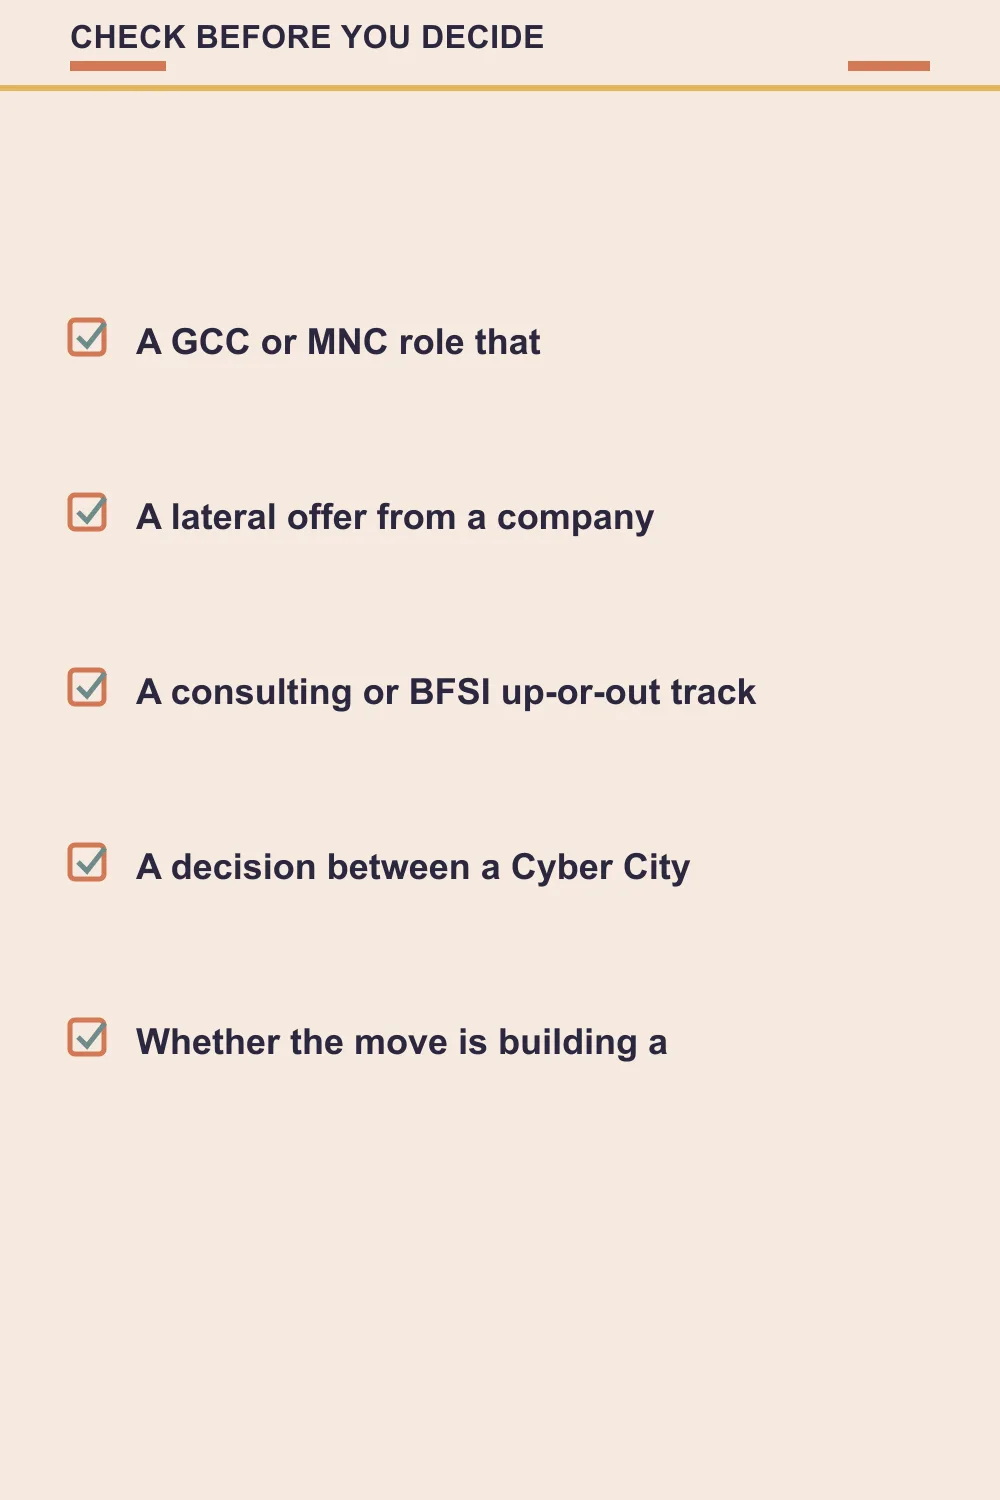 CHECK BEFORE YOU DECIDE
A GCC or MNC role that
A lateral offer from a company
A consulting or BFSI up-or-out track
A decision between a Cyber City
Whether the move is building a